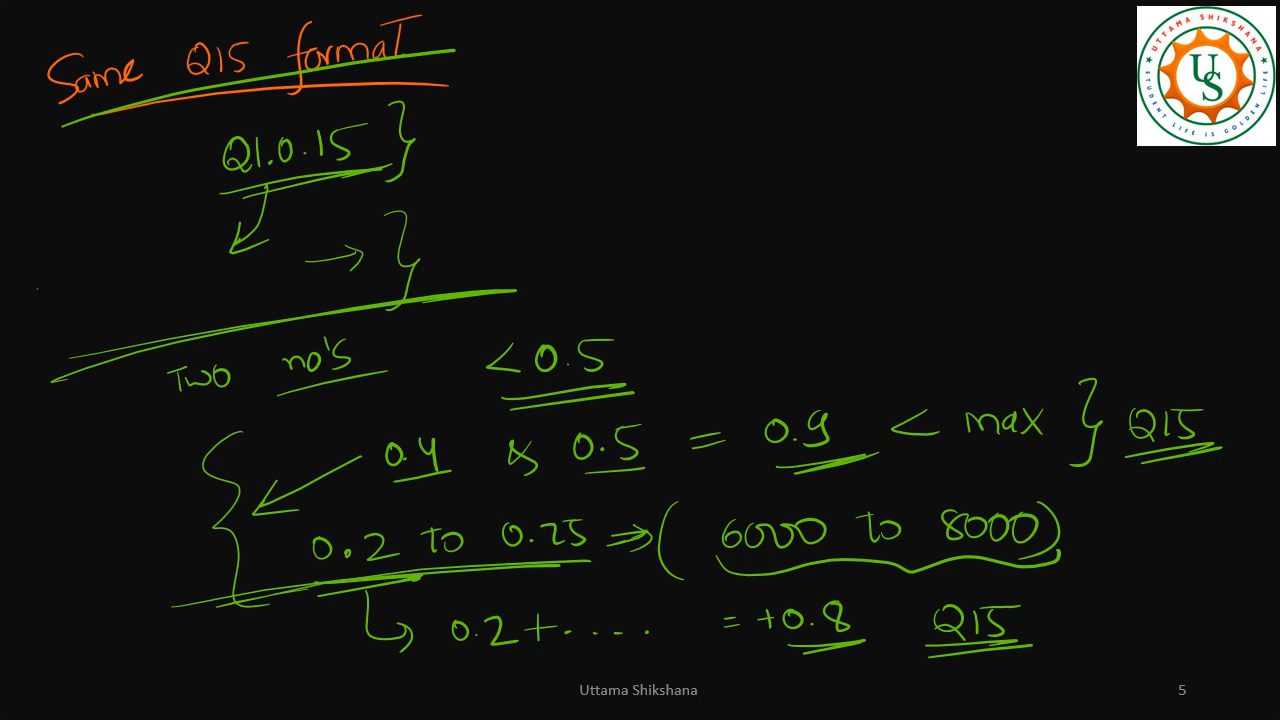 Same Q15 format
Q1.0.15
Two no's < 0.5
0.4 & 0.5 = 0.9 < max } Q15
0.2 to 0.25 ⇒ ( 6000 to 8000)
0.2+..... = +0.8 Q15
UTTAMA SHIKSHANA
US
STUDENT LIFE IS GOLDEN LIFE
Uttama Shikshana
5